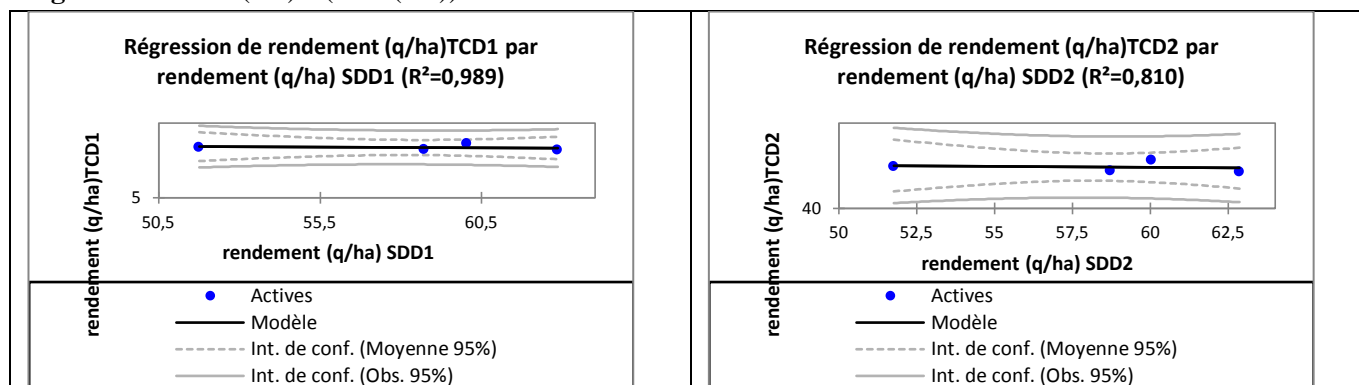 Régression de rendement (q/ha)TCD1 par
rendement (q/ha) SDD1 (R²=0,989)
rendement (q/ha)TCD1
5
50,5 55,5 60,5
rendement (q/ha) SDD1
Actives
Modèle
Int. de conf. (Moyenne 95%)
Int. de conf. (Obs. 95%)
Régression de rendement (q/ha)TCD2 par
rendement (q/ha) SDD2 (R²=0,810)
rendement (q/ha)TCD2
40
50 52,5 55 57,5 60 62,5
rendement (q/ha) SDD2
Actives
Modèle
Int. de conf. (Moyenne 95%)
Int. de conf. (Obs. 95%)